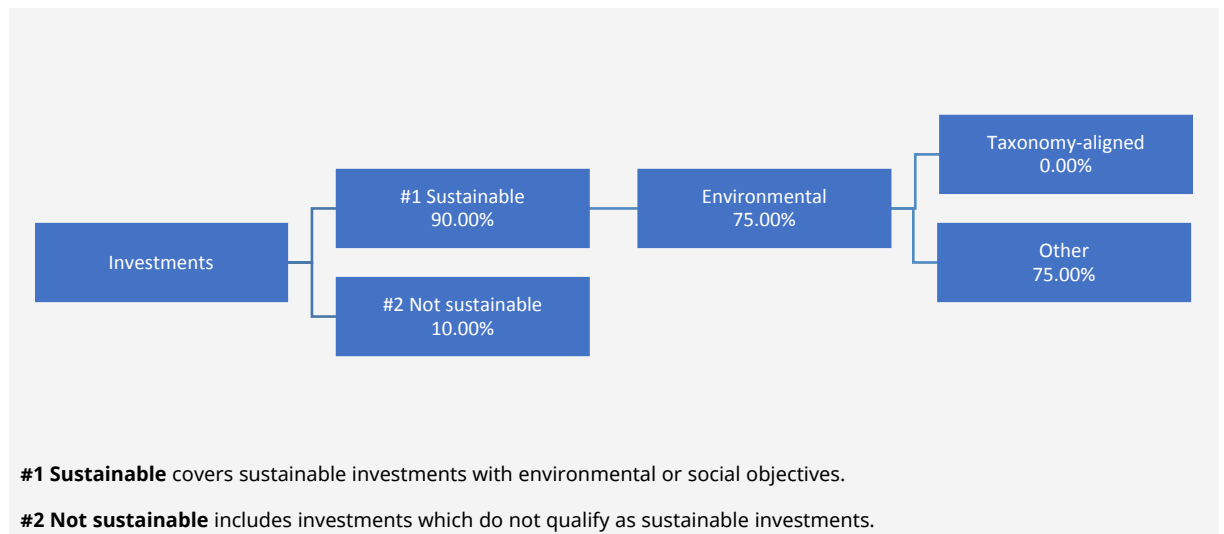 Investments
#1 Sustainable
90.00%
#2 Not sustainable
10.00%
Environmental
75.00%
Taxonomy-aligned
0.00%
Other
75.00%
#1 Sustainable covers sustainable investments with environmental or social objectives.
#2 Not sustainable includes investments which do not qualify as sustainable investments.